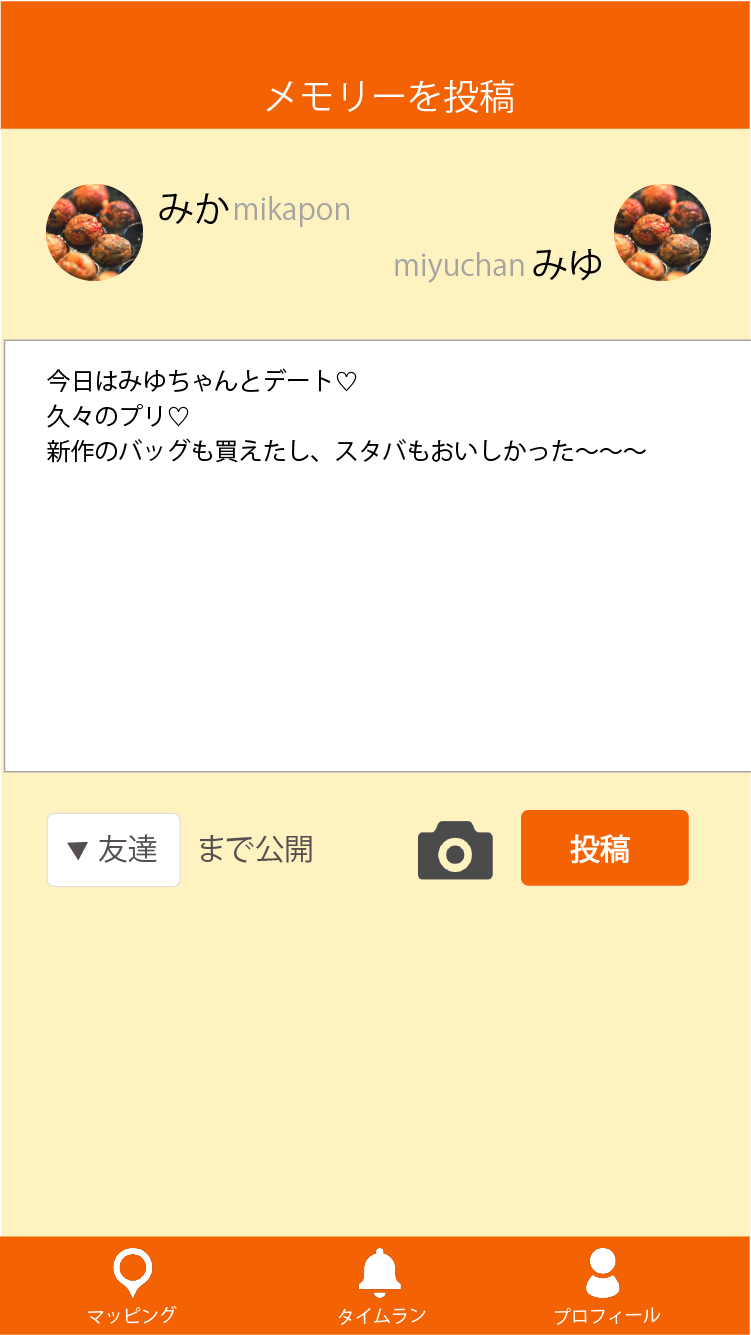 メモリーを投稿
みか mikapon
miyuchan みゆ
今日はみゆちゃんとデート♡
久々のプリ♡
新作のバッグも買えたし、スタバもおいしかった〜〜〜
▼ 友達 まで公開 投稿
マッピング タイムラン プロフィール